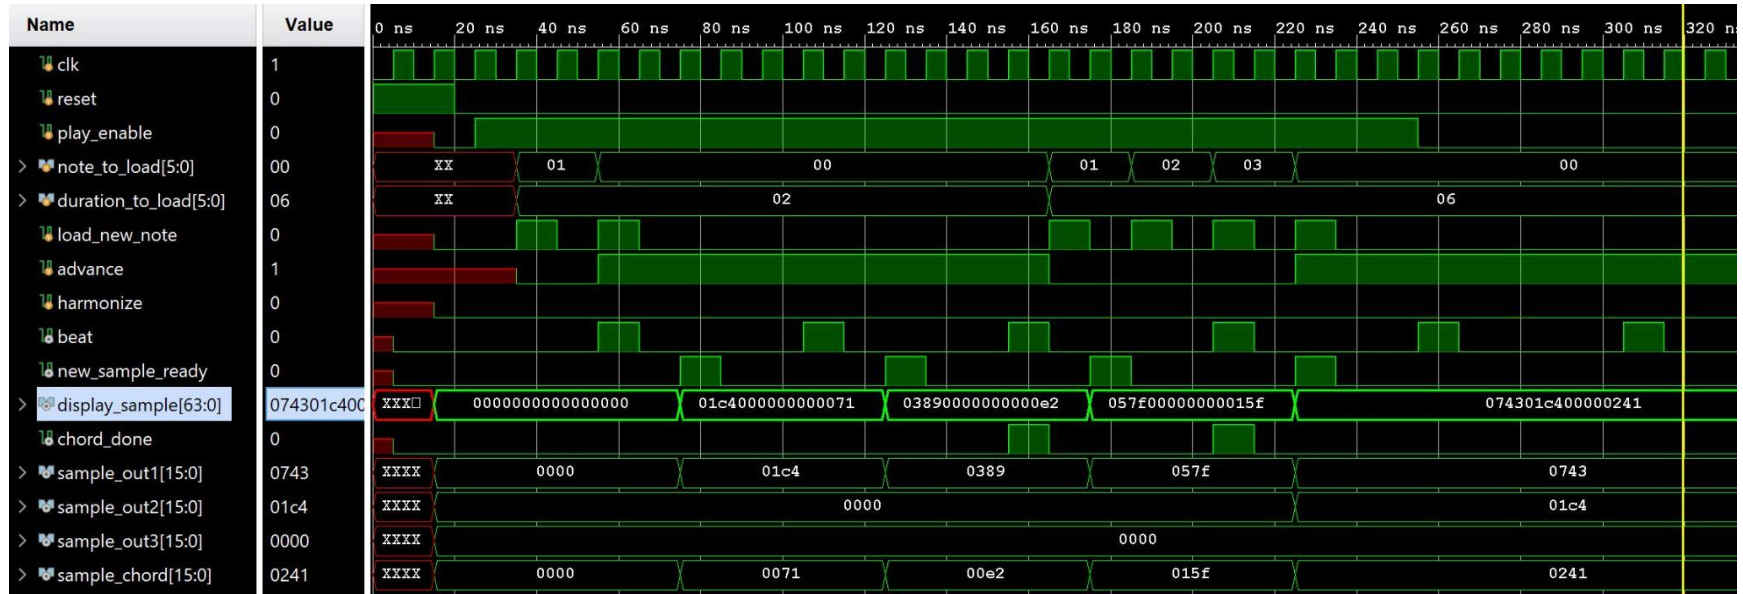 Name Value 0 ns 20 ns 40 ns 60 ns 80 ns 100 ns 120 ns 140 ns 160 ns 180 ns 200 ns 220 ns 240 ns 260 ns 280 ns 300 ns 320 n
clk 1
reset 0
play_enable 0
note_to_load[5:0] 00 XX 01 00 01 02 03 00
duration_to_load[5:0] 06 XX 02 06
load_new_note 0
advance 1
harmonize 0
beat 0
new_sample_ready 0
display_sample[63:0] 074301c400 XXX 0000000000000000 01c4000000000071 03890000000000e2 057f00000000015f 074301c400000241
chord_done 0
sample_out1[15:0] 0743 XXXX 0000 01c4 0389 057f 0743
sample_out2[15:0] 01c4 XXXX 0000 01c4
sample_out3[15:0] 0000 XXXX 0000
sample_chord[15:0] 0241 XXXX 0000 0071 00e2 015f 0241